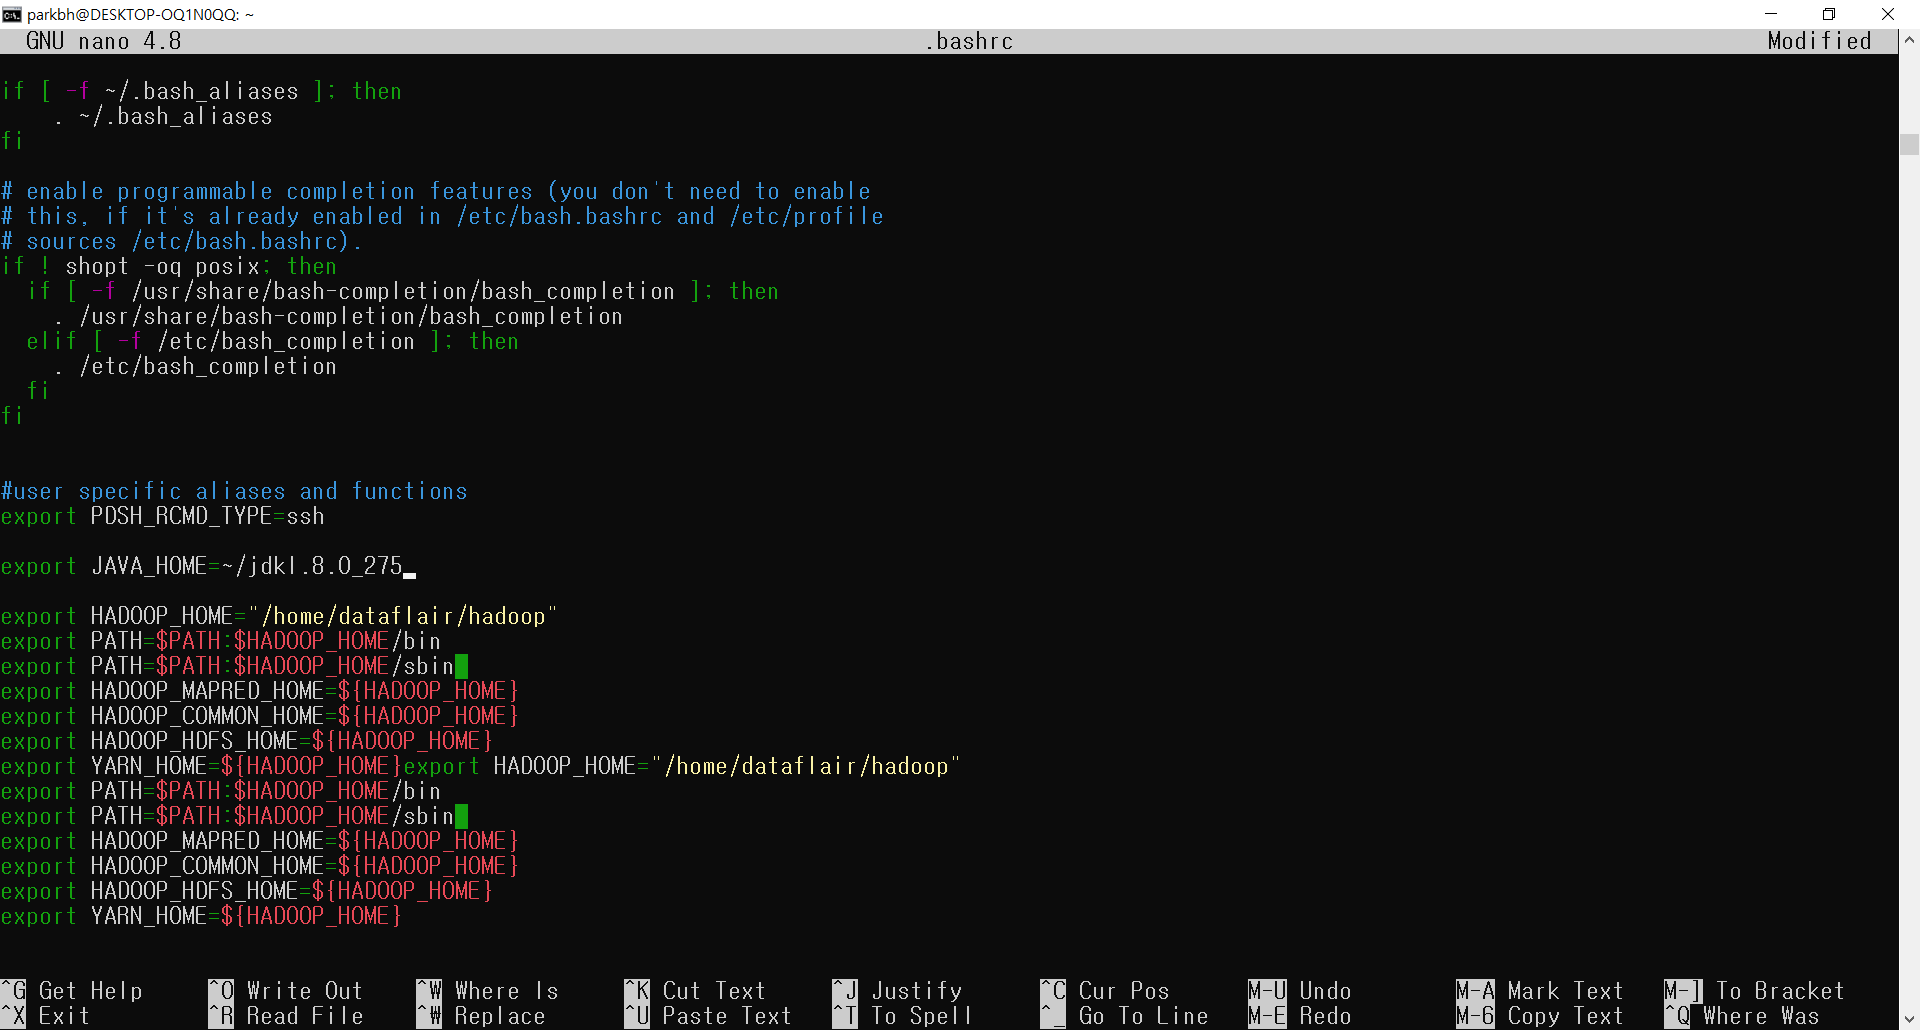 parkbh@DESKTOP-OQ1N0QQ: ~
GNU nano 4.8 .bashrc Modified
if [ -f ~/.bash_aliases ]; then
. ~/.bash_aliases
fi
# enable programmable completion features (you don't need to enable
# this, if it's already enabled in /etc/bash.bashrc and /etc/profile
# sources /etc/bash.bashrc).
if ! shopt -oq posix; then
if [ -f /usr/share/bash-completion/bash_completion ]; then
. /usr/share/bash-completion/bash_completion
elif [ -f /etc/bash_completion ]; then
. /etc/bash_completion
fi
fi
#user specific aliases and functions
export PDSH_RCMD_TYPE=ssh
export JAVA_HOME=~/jdkl.8.0_275
export HADOOP_HOME="/home/dataflair/hadoop"
export PATH=$PATH:$HADOOP_HOME/bin
export PATH=$PATH:$HADOOP_HOME/sbin
export HADOOP_MAPRED_HOME=${HADOOP_HOME}
export HADOOP_COMMON_HOME=${HADOOP_HOME}
export HADOOP_HDFS_HOME=${HADOOP_HOME}
export YARN_HOME=${HADOOP_HOME}export HADOOP_HOME="/home/dataflair/hadoop"
export PATH=$PATH:$HADOOP_HOME/bin
export PATH=$PATH:$HADOOP_HOME/sbin
export HADOOP_MAPRED_HOME=${HADOOP_HOME}
export HADOOP_COMMON_HOME=${HADOOP_HOME}
export HADOOP_HDFS_HOME=${HADOOP_HOME}
export YARN_HOME=${HADOOP_HOME}
^G Get Help ^O Write Out ^W Where Is ^K Cut Text ^J Justify ^C Cur Pos M-U Undo M-A Mark Text M-] To Bracket
^X Exit ^R Read File ^\ Replace ^U Paste Text ^T To Spell ^_ Go To Line M-E Redo M-6 Copy Text ^Q Where Was